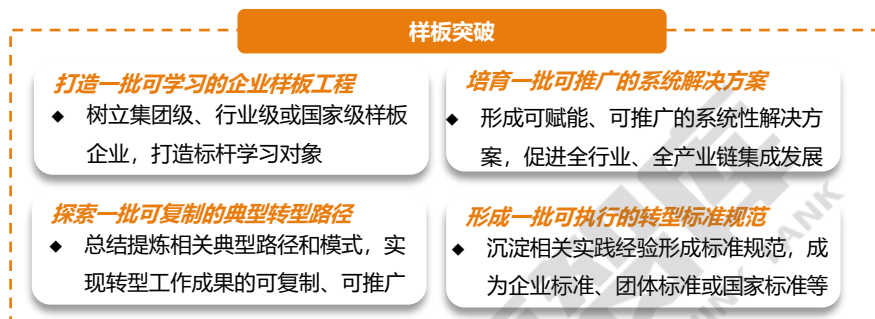 样板突破
打造一批可学习的企业样板工程
◆ 树立集团级、行业级或国家级样板
企业，打造标杆学习对象
培育一批可推广的系统解决方案
◆ 形成可赋能、可推广的系统性解决方
案，促进全行业、全产业链集成发展
探索一批可复制的典型转型路径
◆ 总结提炼相关典型路径和模式，实
现转型工作成果的可复制、可推广
形成一批可执行的转型标准规范
◆ 沉淀相关实践经验形成标准规范，成
为企业标准、团体标准或国家标准等